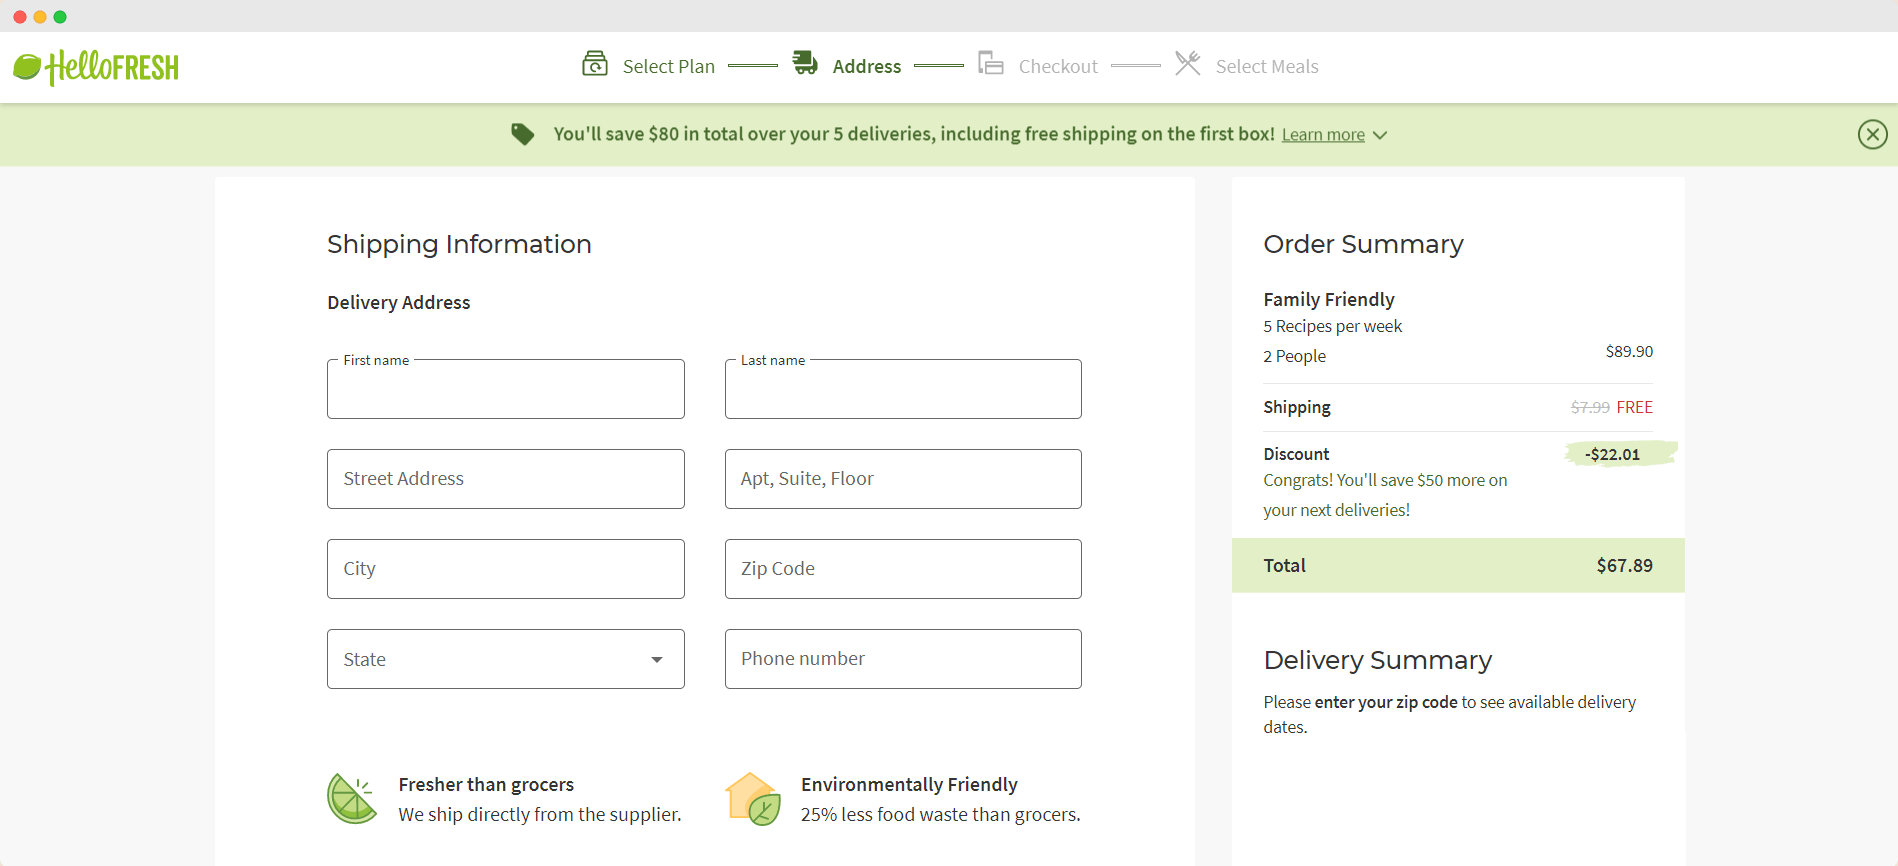 HelloFRESH
Select Plan
Address
Checkout
Select Meals
You'll save $80 in total over your 5 deliveries, including free shipping on the first box! Learn more
Shipping Information
Delivery Address
First name
Last name
Street Address
Apt, Suite, Floor
City
Zip Code
State
Phone number
Fresher than grocers
We ship directly from the supplier.
Environmentally Friendly
25% less food waste than grocers.
Order Summary
Family Friendly
5 Recipes per week
2 People
$89.90
Shipping
$7.99 FREE
Discount
-$22.01
Congrats! You'll save $50 more on
your next deliveries!
Total
$67.89
Delivery Summary
Please enter your zip code to see available delivery
dates.